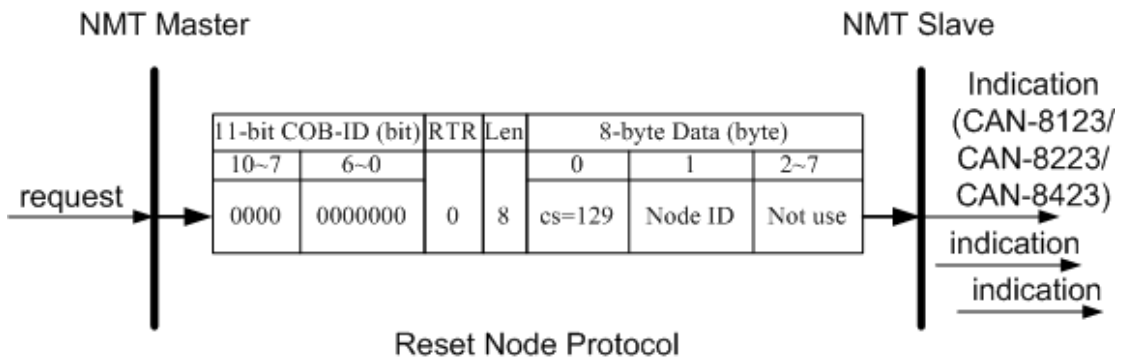 NMT Master
NMT Slave
Indication
(CAN-8123/
CAN-8223/
CAN-8423)
11-bit COB-ID (bit) RTR Len 8-byte Data (byte)
10~7 6~0 0 1 2~7
request
0000 0000000 0 8 cs=129 Node ID Not use
indication
indication
Reset Node Protocol